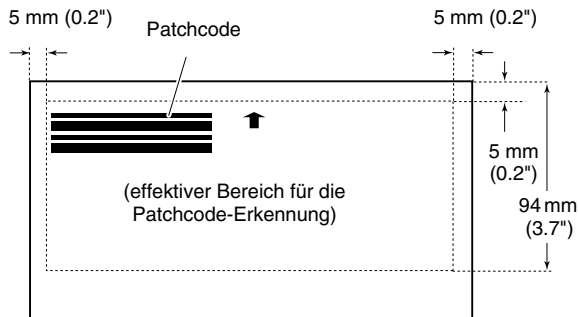 5 mm (0.2")
Patchcode
5 mm (0.2")
5 mm
(0.2")
(effektiver Bereich für die
Patchcode-Erkennung)
94 mm
(3.7")